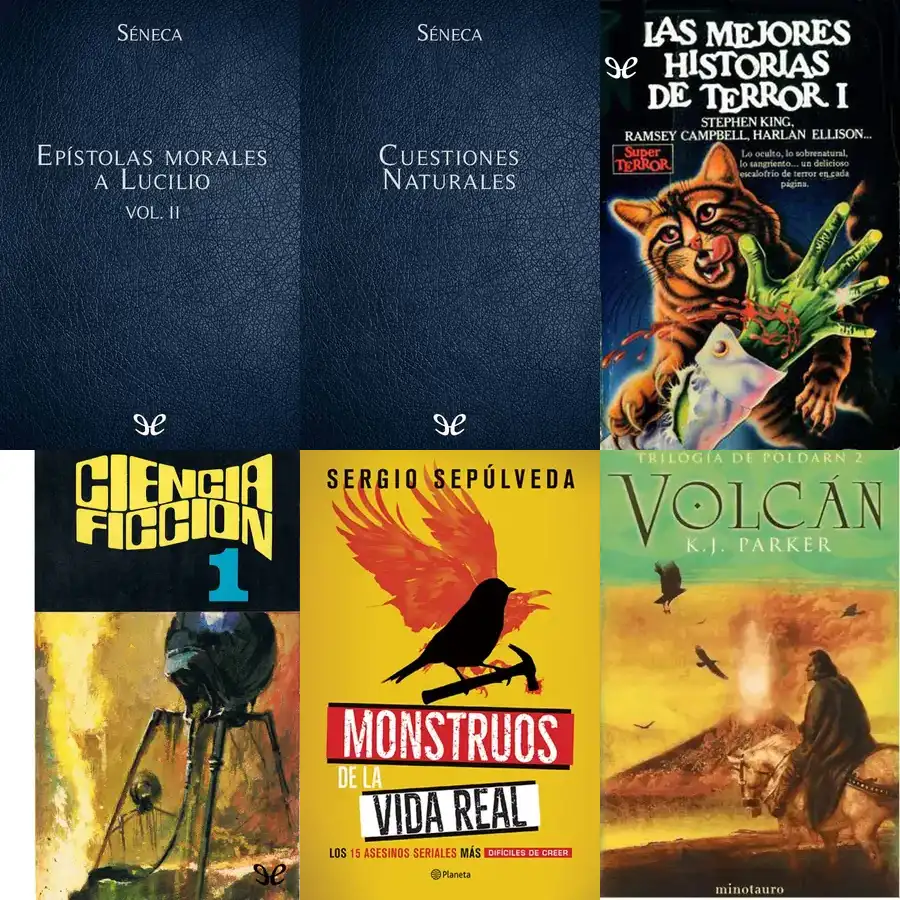 SÉNECA
EPÍSTOLAS MORALES
A LUCILIO
VOL. II
SÉNECA
CUESTIONES
NATURALES
LAS MEJORES
HISTORIAS
DE TERROR I
STEPHEN KING,
RAMSEY CAMPBELL, HARLAN ELLISON...
Super
TERROR
Lo oculto, lo sobrenatural,
lo sangriento... un delicioso
escalofrío de terror en cada
página.
CIENCIA
FICCION
1
SERGIO SEPÚLVEDA
MONSTRUOS
DE LA
VIDA REAL
LOS 15 ASESINOS SERIALES MÁS DIFÍCILES DE CREER
Planeta
TRILOGÍA DE POLDARN 2
VOLCÁN
K.J. PARKER
minotauro